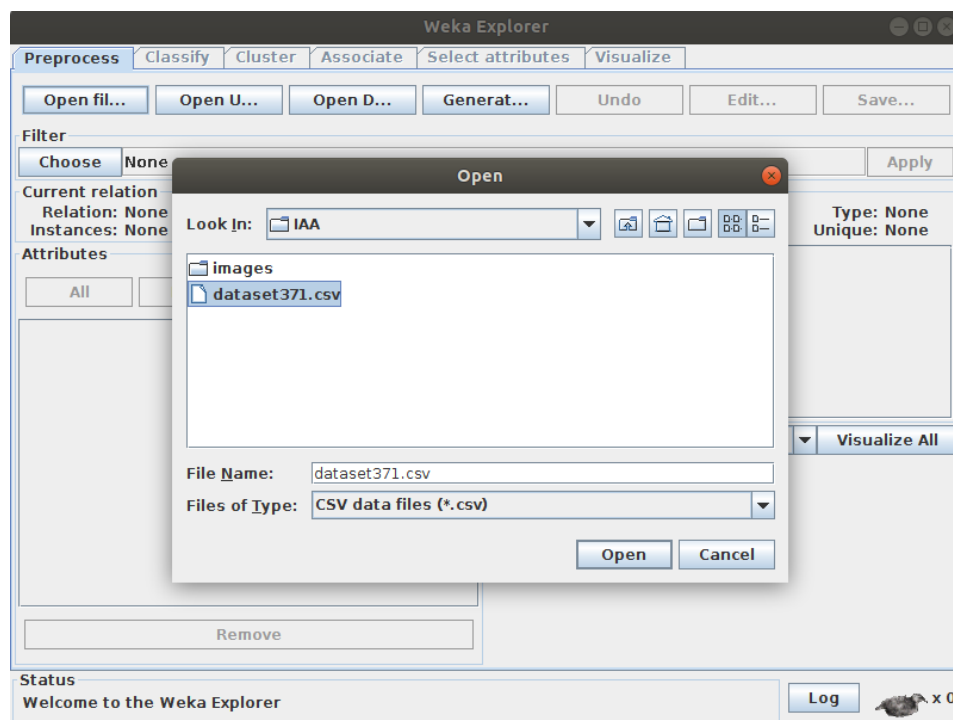 Weka Explorer
Preprocess Classify Cluster Associate Select attributes Visualize
Open fil... Open U... Open D... Generat... Undo Edit... Save...
Filter
Choose None Apply
Current relation
Relation: None
Instances: None
Type: None
Unique: None
Attributes
All
Open
Look In: IAA
images
dataset371.csv
File Name: dataset371.csv
Files of Type: CSV data files (*.csv)
Open Cancel
Visualize All
Remove
Status
Welcome to the Weka Explorer
Log x 0